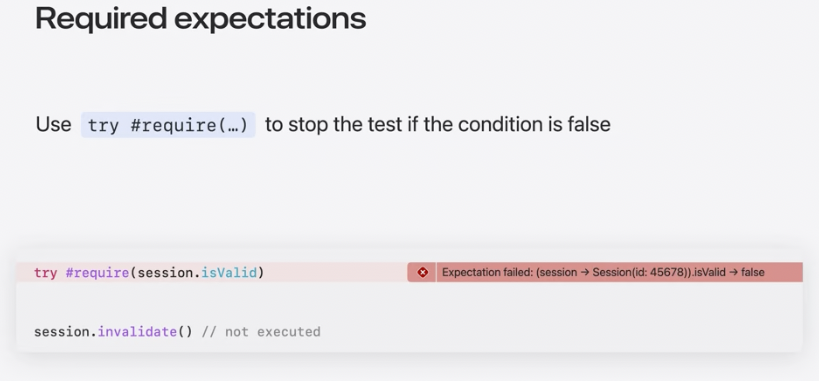 Required expectations
Use try #require(…) to stop the test if the condition is false
try #require(session.isValid)
Expectation failed: (session → Session(id: 45678)).isValid → false
session.invalidate() // not executed